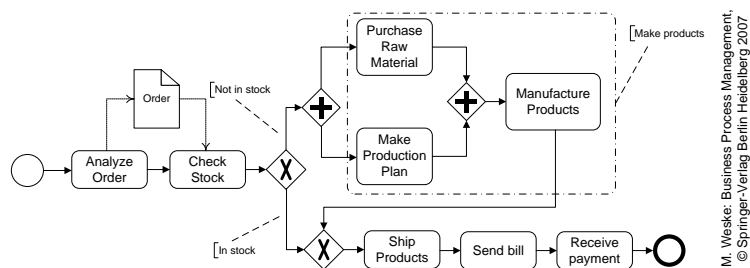 Purchase
Raw
Material
[Make products
Order
[Not in stock
Manufacture
Products
Analyze
Order
Check
Stock
X
Make
Production
Plan
[In stock
X
Ship
Products
Send bill
Receive
payment
M. Weske: Business Process Management,
© Springer-Verlag Berlin Heidelberg 2007